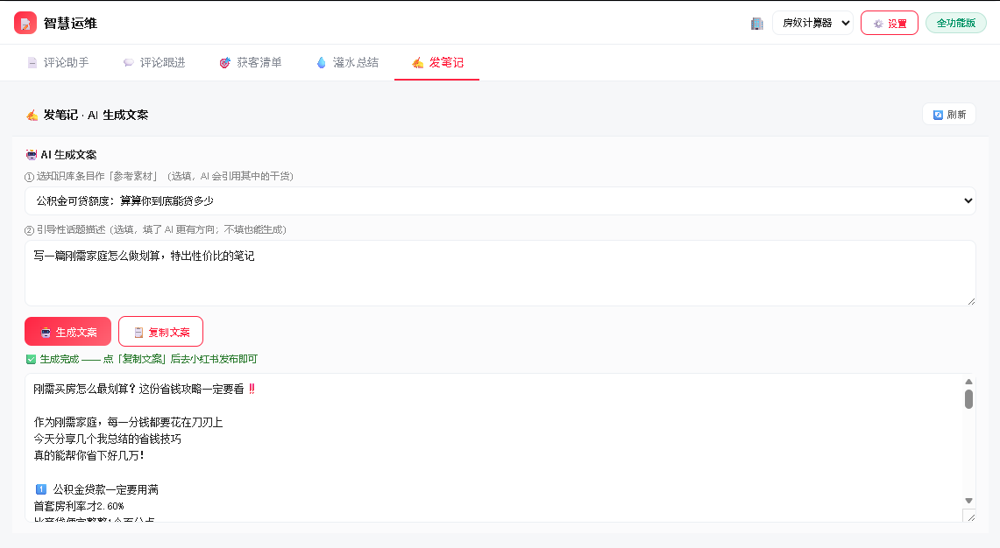 智慧运维
房奴计算器
设置
全功能版
评论助手
评论跟进
获客清单
灌水总结
发笔记
发笔记 · AI 生成文案
刷新
AI 生成文案
① 选知识库条目作「参考素材」（选填，AI 会引用其中的干货）
公积金可贷额度：算算你到底能贷多少
② 引导性话题描述（选填，填了 AI 更有方向；不填也能生成）
写一篇刚需家庭怎么做划算，特出性价比的笔记
生成文案
复制文案
生成完成 —— 点「复制文案」后去小红书发布即可
刚需买房怎么最划算？这份省钱攻略一定要看‼️
作为刚需家庭，每一分钱都要花在刀刃上
今天分享几个我总结的省钱技巧
真的能帮你省下好几万！
1️⃣ 公积金贷款一定要用满
首套房利率才2.60%